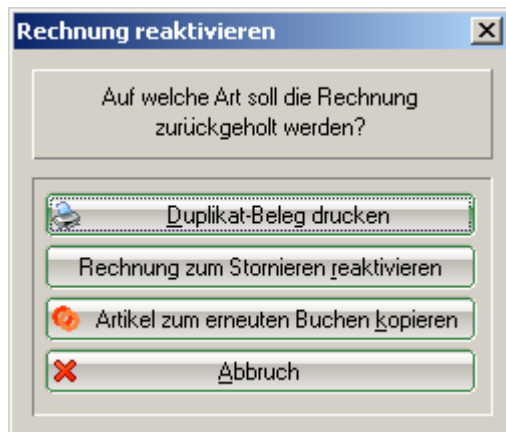 Rechnung reaktivieren
Auf welche Art soll die Rechnung
zurückgeholt werden?
Duplikat-Beleg drucken
Rechnung zum Stornieren reaktivieren
Artikel zum erneuten Buchen kopieren
Abbruch